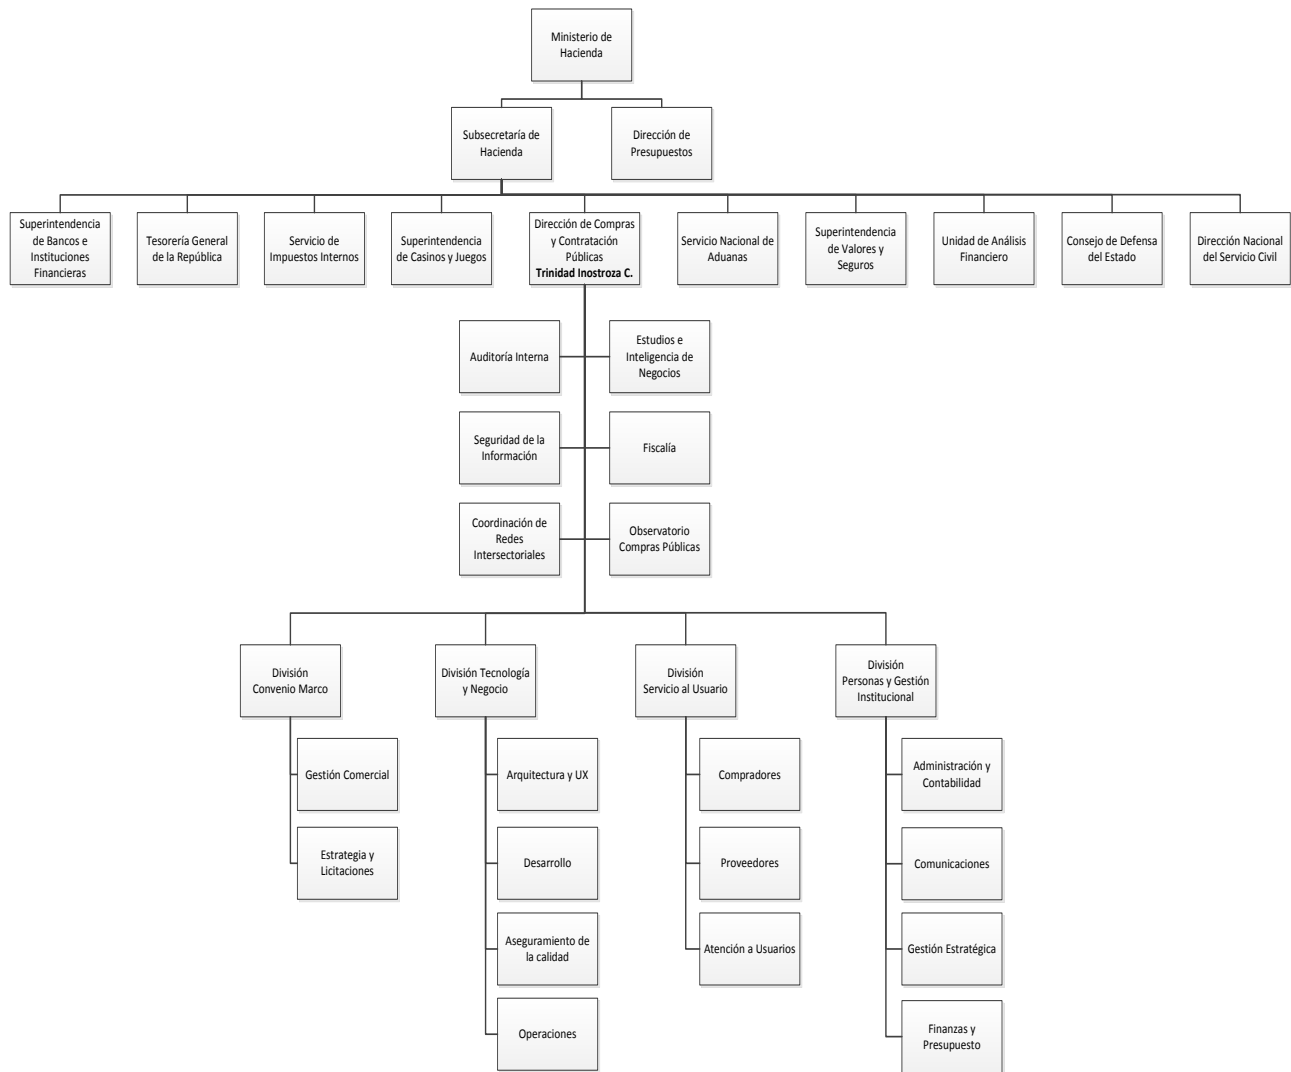 Ministerio de
Hacienda
Subsecretaría de
Hacienda
Dirección de
Presupuestos
Superintendencia
de Bancos e
Instituciones
Financieras
Tesorería General
de la República
Servicio de
Impuestos Internos
Superintendencia
de Casinos y Juegos
Dirección de Compras
y Contratación
Públicas
Trinidad Inostroza C.
Servicio Nacional de
Aduanas
Superintendencia
de Valores y
Seguros
Unidad de Análisis
Financiero
Consejo de Defensa
del Estado
Dirección Nacional
del Servicio Civil
Auditoría Interna
Estudios e
Inteligencia de
Negocios
Seguridad de la
Información
Fiscalía
Coordinación de
Redes
Intersectoriales
Observatorio
Compras Públicas
División
Convenio Marco
División Tecnología
y Negocio
División
Servicio al Usuario
División
Personas y Gestión
Institucional
Gestión Comercial
Estrategia y
Licitaciones
Arquitectura y UX
Desarrollo
Aseguramiento de
la calidad
Operaciones
Compradores
Proveedores
Atención a Usuarios
Administración y
Contabilidad
Comunicaciones
Gestión Estratégica
Finanzas y
Presupuesto